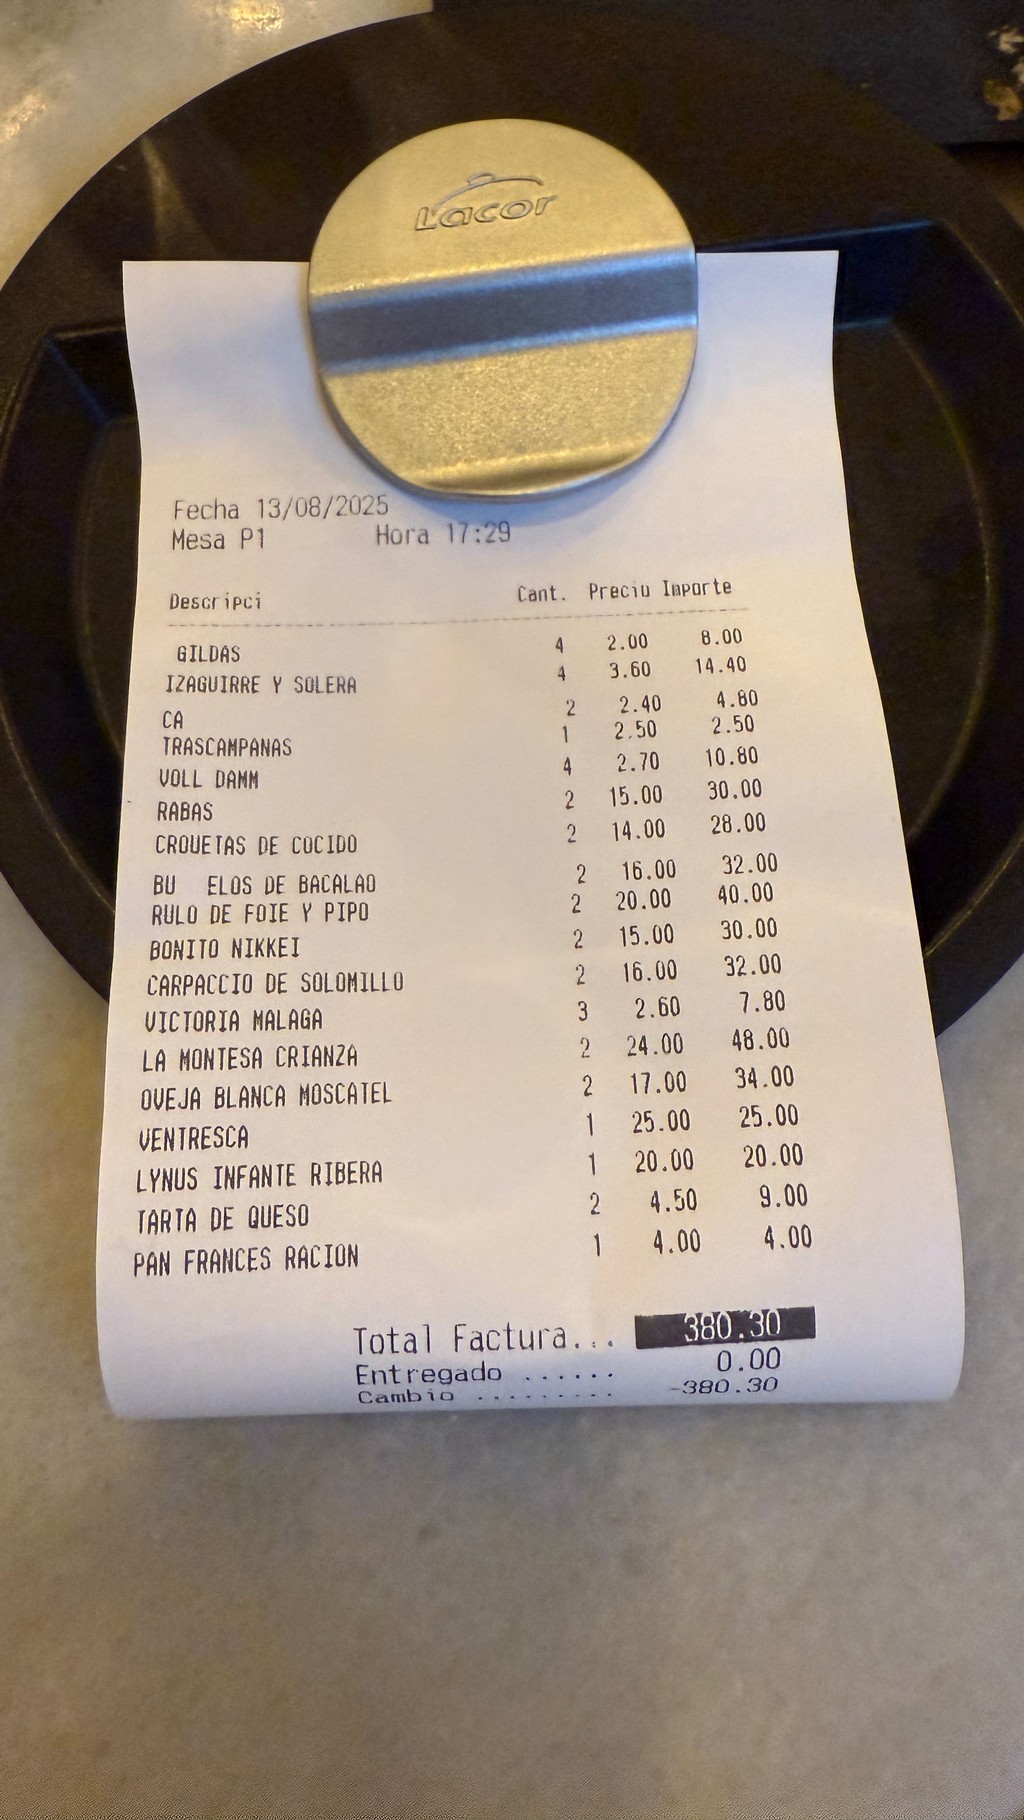 Lacor
Fecha 13/08/2025
Mesa P1 Hora 17:29
Descripci Cant. Precio Importe
GILDAS 4 2.00 8.00
IZAGUIRRE Y SOLERA 4 3.60 14.40
CA 2 2.40 4.80
TRASCAMPANAS 1 2.50 2.50
VOLL DAMM 4 2.70 10.80
RABAS 2 15.00 30.00
CROQUETAS DE COCIDO 2 14.00 28.00
BU ELOS DE BACALAO 2 16.00 32.00
RULO DE FOIE Y PIPO 2 20.00 40.00
BONITO NIKKEI 2 15.00 30.00
CARPACCIO DE SOLOMILLO 2 16.00 32.00
VICTORIA MALAGA 3 2.60 7.80
LA MONTESA CRIANZA 2 24.00 48.00
OVEJA BLANCA MOSCATEL 2 17.00 34.00
VENTRESCA 1 25.00 25.00
LYNUS INFANTE RIBERA 1 20.00 20.00
TARTA DE QUESO 2 4.50 9.00
PAN FRANCES RACION 1 4.00 4.00
Total Factura... 380.30
Entregado ...... 0.00
Cambio ......... -380.30